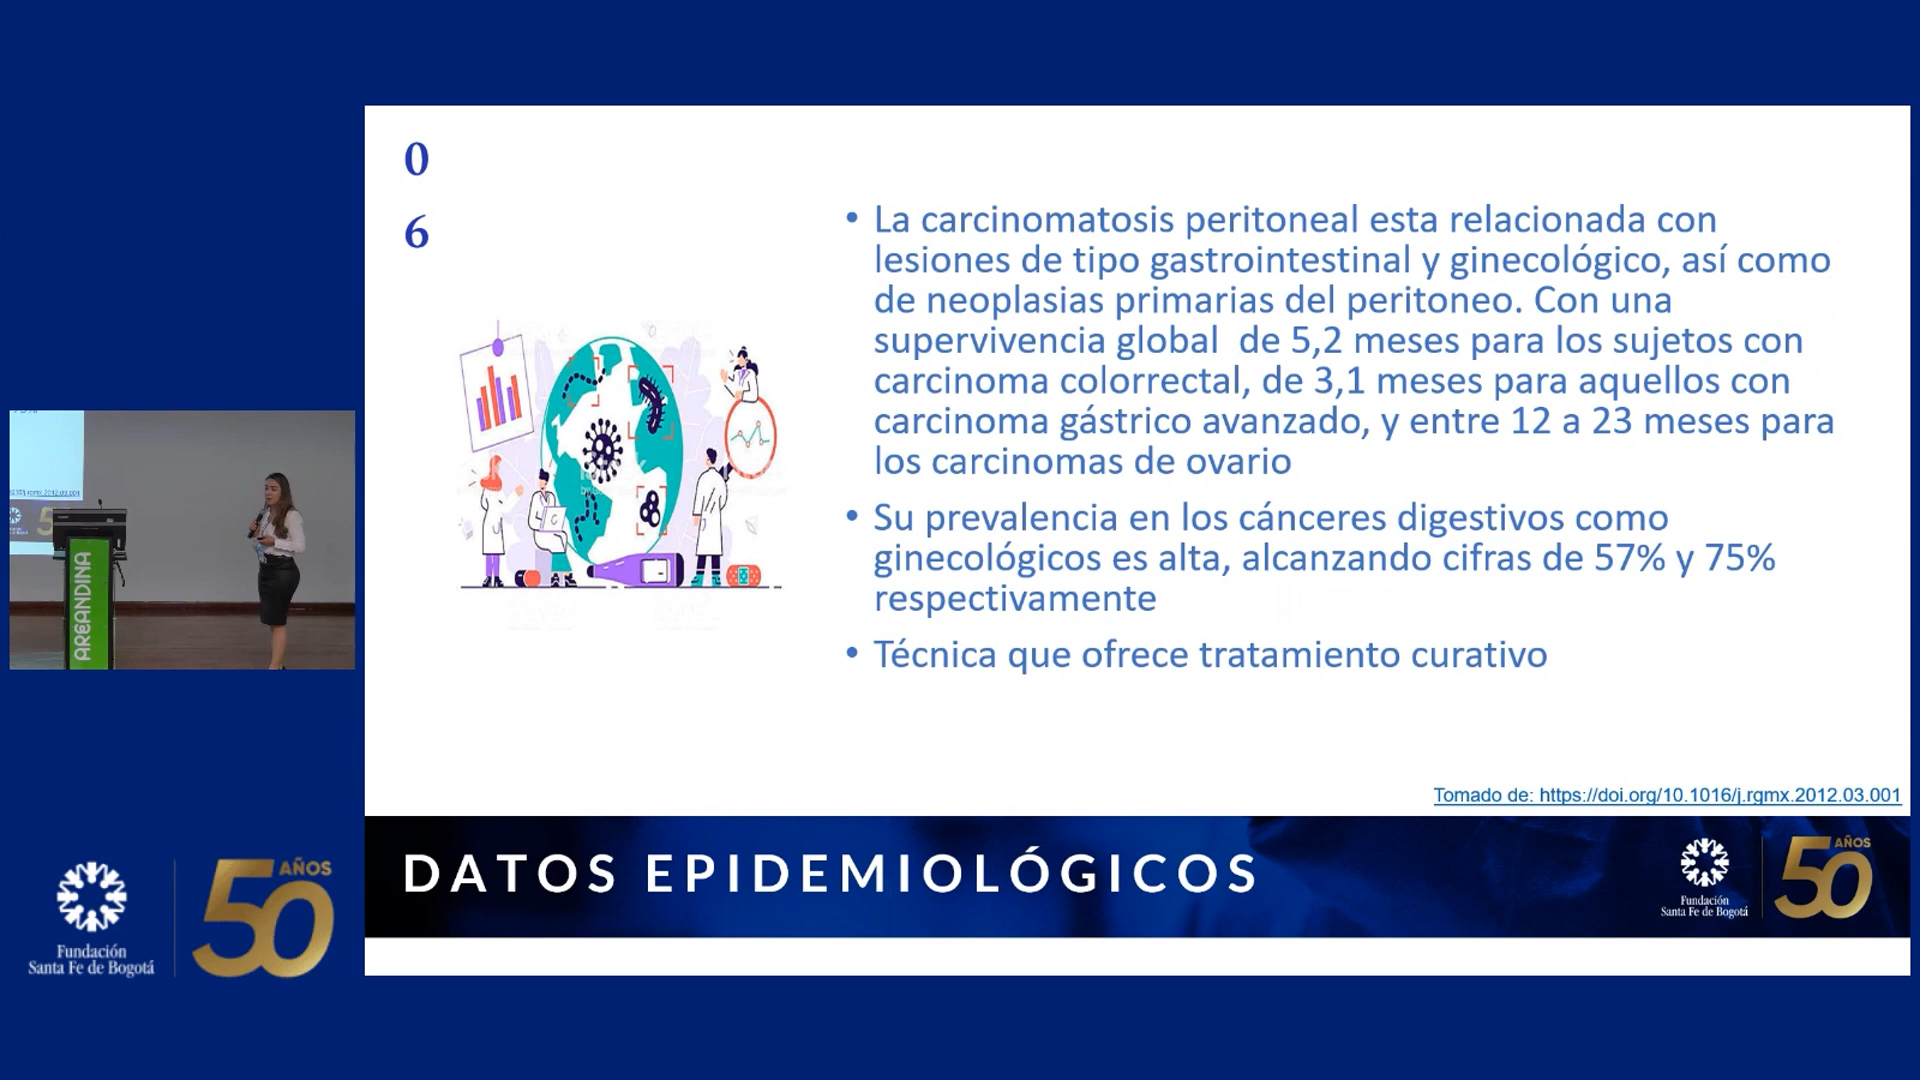 0
6
• La carcinomatosis peritoneal esta relacionada con
lesiones de tipo gastrointestinal y ginecológico, así como
de neoplasias primarias del peritoneo. Con una
supervivencia global  de 5,2 meses para los sujetos con
carcinoma colorrectal, de 3,1 meses para aquellos con
carcinoma gástrico avanzado, y entre 12 a 23 meses para
los carcinomas de ovario
• Su prevalencia en los cánceres digestivos como
ginecológicos es alta, alcanzando cifras de 57% y 75%
respectivamente
• Técnica que ofrece tratamiento curativo
Tomado de: https://doi.org/10.1016/j.rgmx.2012.03.001
DATOS EPIDEMIOLÓGICOS
Fundación
Santa Fe de Bogotá
50 AÑOS
AREANDINA
Fundación
Santa Fe de Bogotá
50 AÑOS